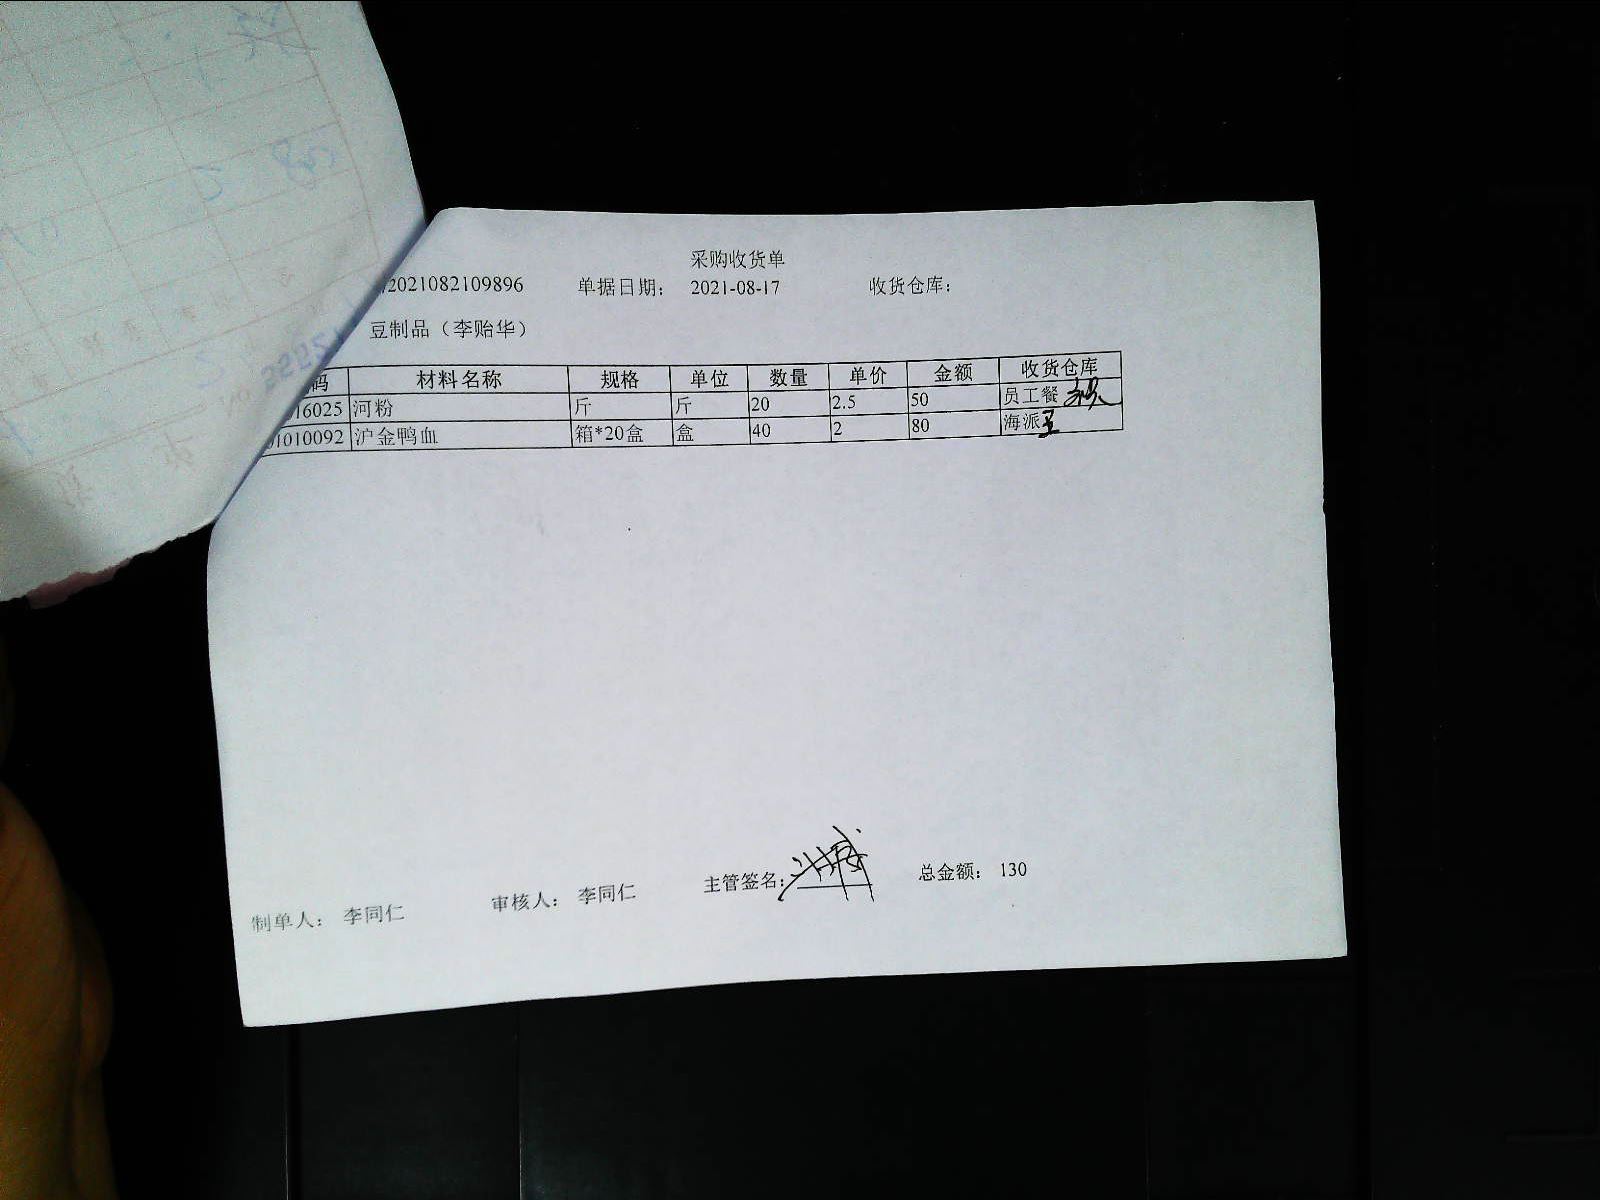 采购收货单
2021082109896 单据日期： 2021-08-17 收货仓库：
豆制品（李贻华）
码 材料名称 规格 单位 数量 单价 金额 收货仓库
16025 河粉 斤 斤 20 2.5 50 员工餐
01010092 沪金鸭血 箱*20盒 盒 40 2 80 海派
制单人： 李同仁 审核人： 李同仁 主管签名： 总金额： 130